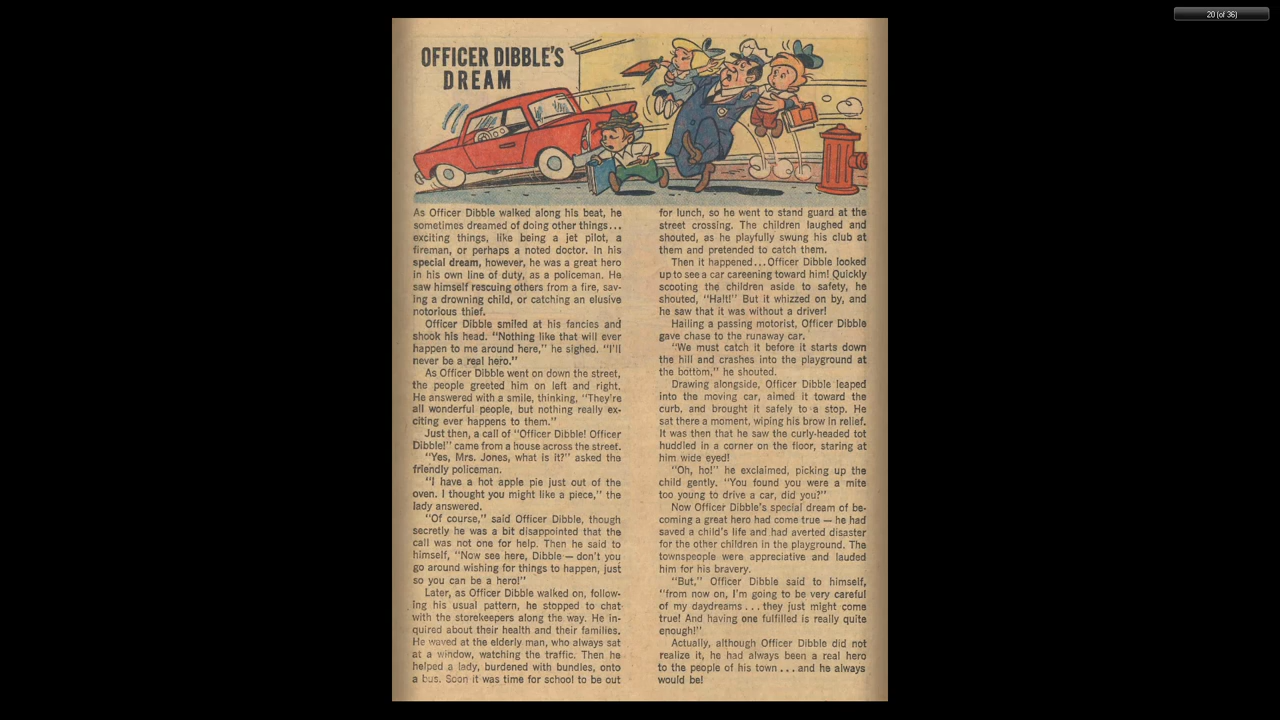 20 (of 36)
OFFICER DIBBLE'S
DREAM
As Officer Dibble walked along his beat, he
sometimes dreamed of doing other things...
exciting things, like being a jet pilot, a
fireman, or perhaps a noted doctor. In his
special dream, however, he was a great hero
in his own line of duty, as a policeman. He
saw himself rescuing others from a fire, sav-
ing a drowning child, or catching an elusive
notorious thief.
Officer Dibble smiled at his fancies and
shook his head. "Nothing like that will ever
happen to me around here," he sighed. "I'll
never be a real hero."
As Officer Dibble went on down the street,
the people greeted him on left and right.
He answered with a smile, thinking, "They're
all wonderful people, but nothing really ex-
citing ever happens to them."
Just then, a call of "Officer Dibble! Officer
Dibble!" came from a house across the street.
"Yes, Mrs. Jones, what is it?" asked the
friendly policeman.
"I have a hot apple pie just out of the
oven. I thought you might like a piece," the
lady answered.
"Of course," said Officer Dibble, though
secretly he was a bit disappointed that the
call was not one for help. Then he said to
himself, "Now see here, Dibble — don't you
go around wishing for things to happen, just
so you can be a hero!"
Later, as Officer Dibble walked on, follow-
ing his usual pattern, he stopped to chat
with the storekeepers along the way. He in-
quired about their health and their families.
He waved at the elderly man, who always sat
at a window, watching the traffic. Then he
helped a lady, burdened with bundles, onto
a bus. Soon it was time for school to be out
for lunch, so he went to stand guard at the
street crossing. The children laughed and
shouted, as he playfully swung his club at
them and pretended to catch them.
Then it happened...Officer Dibble looked
up to see a car careening toward him! Quickly
scooting the children aside to safety, he
shouted, "Halt!" But it whizzed on by, and
he saw that it was without a driver!
Hailing a passing motorist, Officer Dibble
gave chase to the runaway car.
"We must catch it before it starts down
the hill and crashes into the playground at
the bottom," he shouted.
Drawing alongside, Officer Dibble leaped
into the moving car, aimed it toward the
curb, and brought it safely to a stop. He
sat there a moment, wiping his brow in relief.
It was then that he saw the curly-headed tot
huddled in a corner on the floor, staring at
him wide eyed!
"Oh, ho!" he exclaimed, picking up the
child gently. "You found you were a mite
too young to drive a car, did you?"
Now Officer Dibble's special dream of be-
coming a great hero had come true — he had
saved a child's life and had averted disaster
for the other children in the playground. The
townspeople were appreciative and lauded
him for his bravery.
"But," Officer Dibble said to himself,
"from now on, I'm going to be very careful
of my daydreams...they just might come
true! And having one fulfilled is really quite
enough!"
Actually, although Officer Dibble did not
realize it, he had always been a real hero
to the people of his town...and he always
would be!